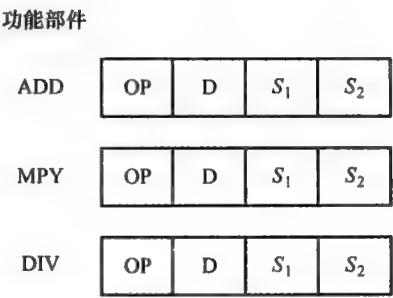 功能部件
ADD OP D S₁ S₂
MPY OP D S₁ S₂
DIV OP D S₁ S₂